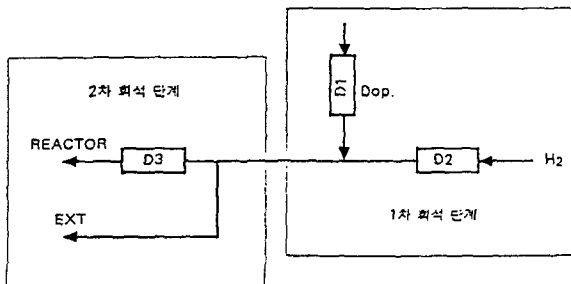 2차 희석 단계
REACTOR
D3
EXT
D1
Dop.
D2
H2
1차 희석 단계